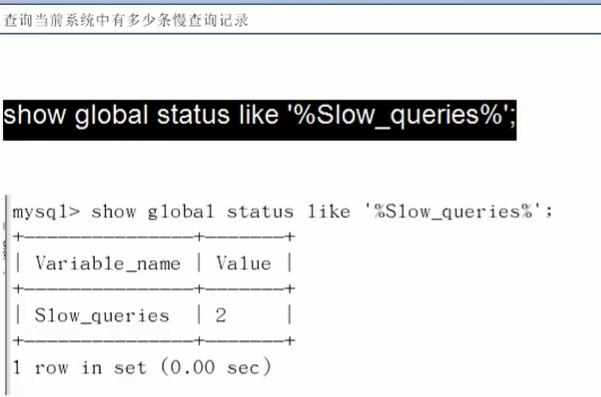 查询当前系统中有多少条慢查询记录
show global status like '%Slow_queries%';
mysql> show global status like '%Slow_queries%';
+---------------+-------+
| Variable_name | Value |
+---------------+-------+
| Slow_queries  | 2     |
+---------------+-------+
1 row in set (0.00 sec)